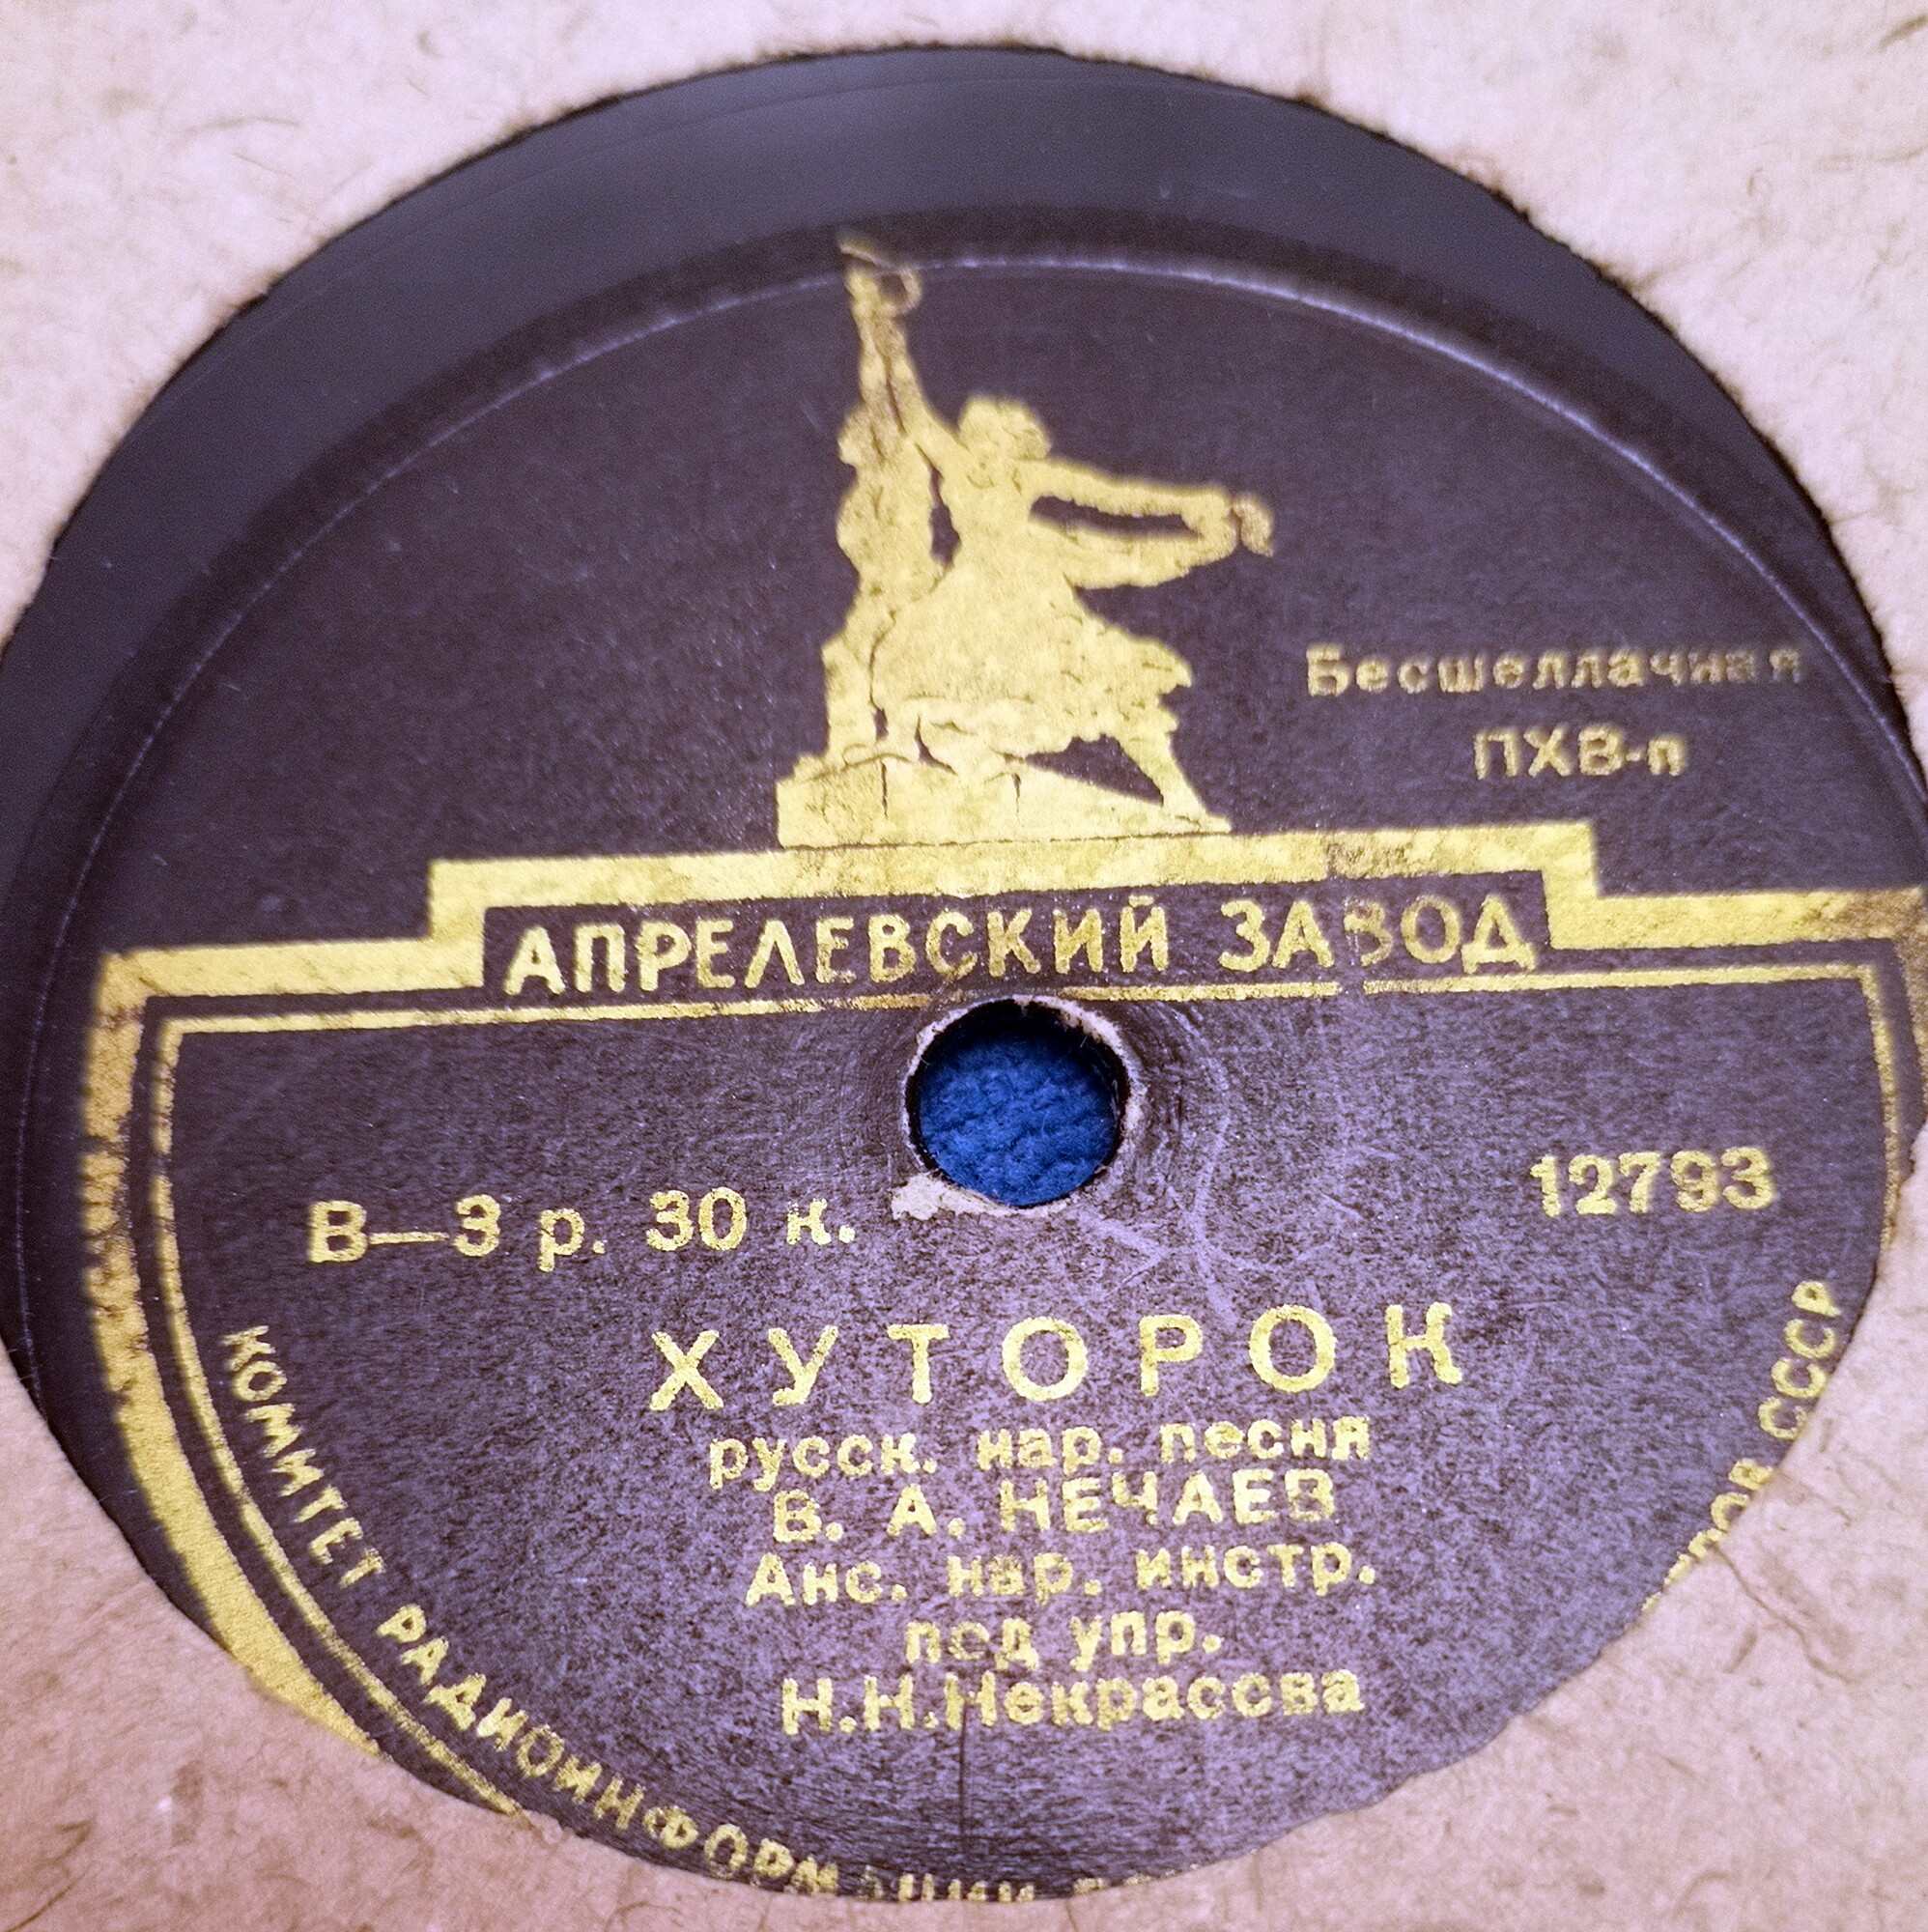 Бесшеллачная
ПХВ-п
АПРЕЛЕВСКИЙ ЗАВОД
В—3 р. 30 к.
12793
ХУТОРОК
русск. нар. песня
В. А. НЕЧАЕВ
Анс. нар. инстр.
под упр.
Н.Н.Некрасова
КОМИТЕТ РАДИОИНФОРМАЦИИ СССР